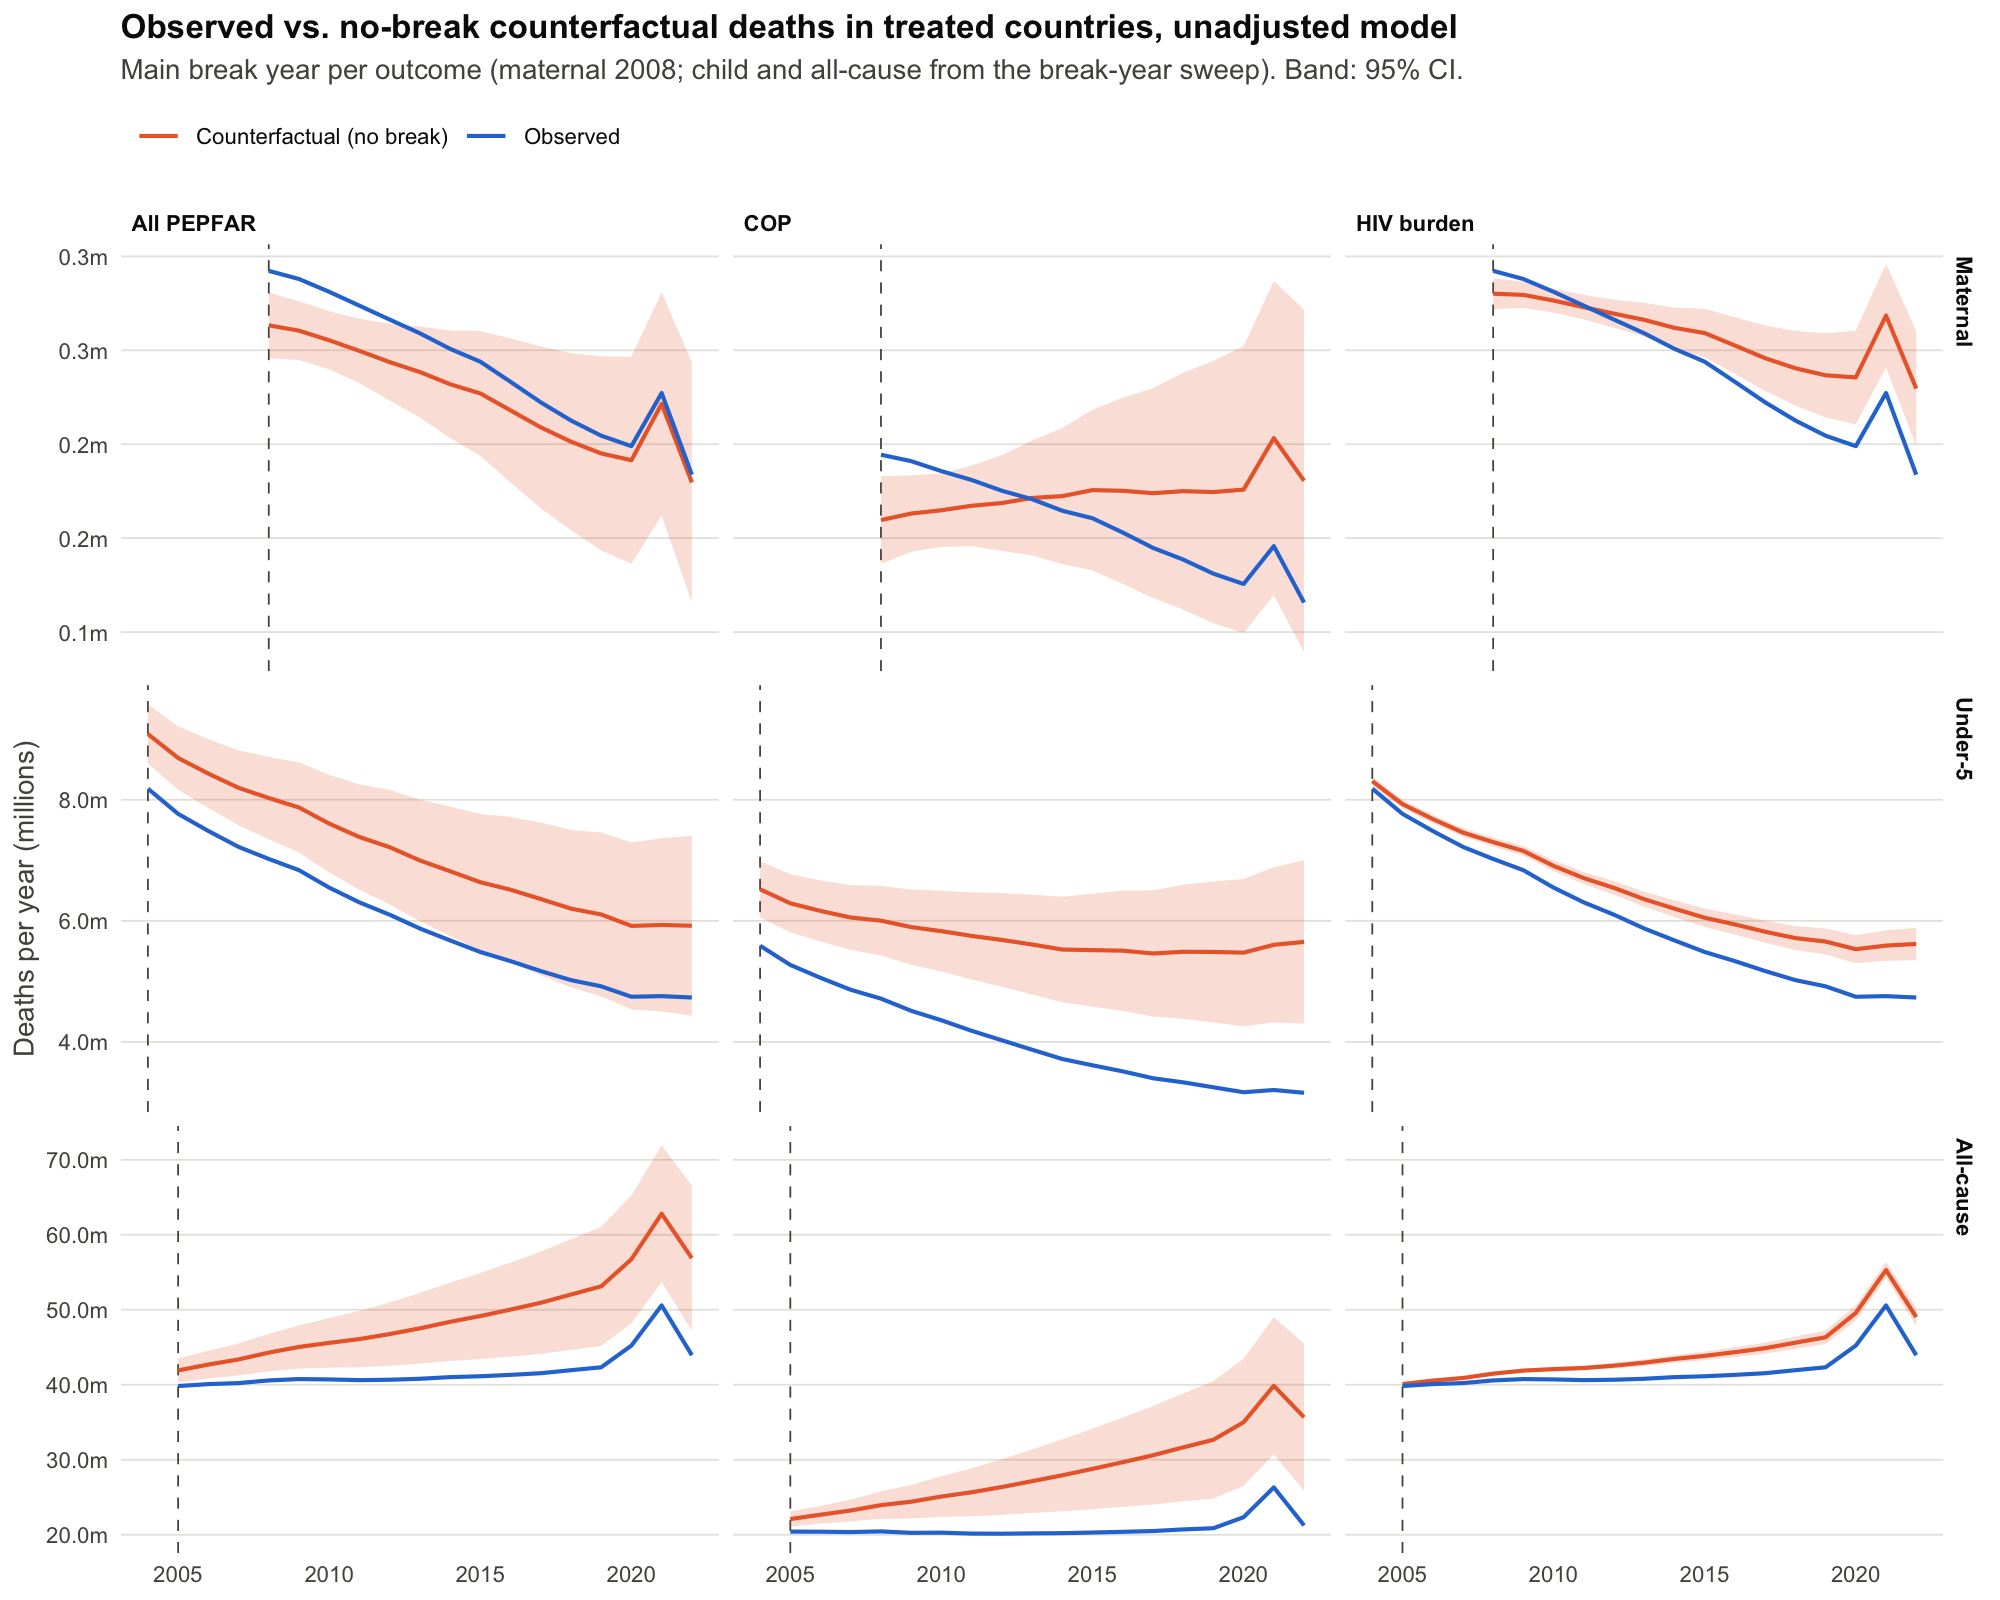 Observed vs. no-break counterfactual deaths in treated countries, unadjusted model
Main break year per outcome (maternal 2008; child and all-cause from the break-year sweep). Band: 95% CI.
Counterfactual (no break)
Observed
All PEPFAR
COP
HIV burden
0.3m
0.3m
0.2m
0.2m
0.1m
Maternal
8.0m
6.0m
4.0m
Under-5
70.0m
60.0m
50.0m
40.0m
30.0m
20.0m
All-cause
Deaths per year (millions)
2005 2010 2015 2020
2005 2010 2015 2020
2005 2010 2015 2020